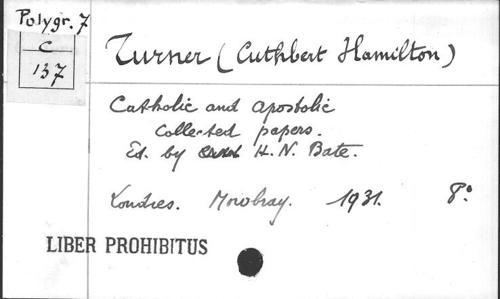 Polygr. 7
C
137
Turner (Cuthbert Hamilton)
Catholic and apostolic
collected papers.
Ed. by H. N. Bate.
Londres. Mowbray. 1931. 8°
LIBER PROHIBITUS